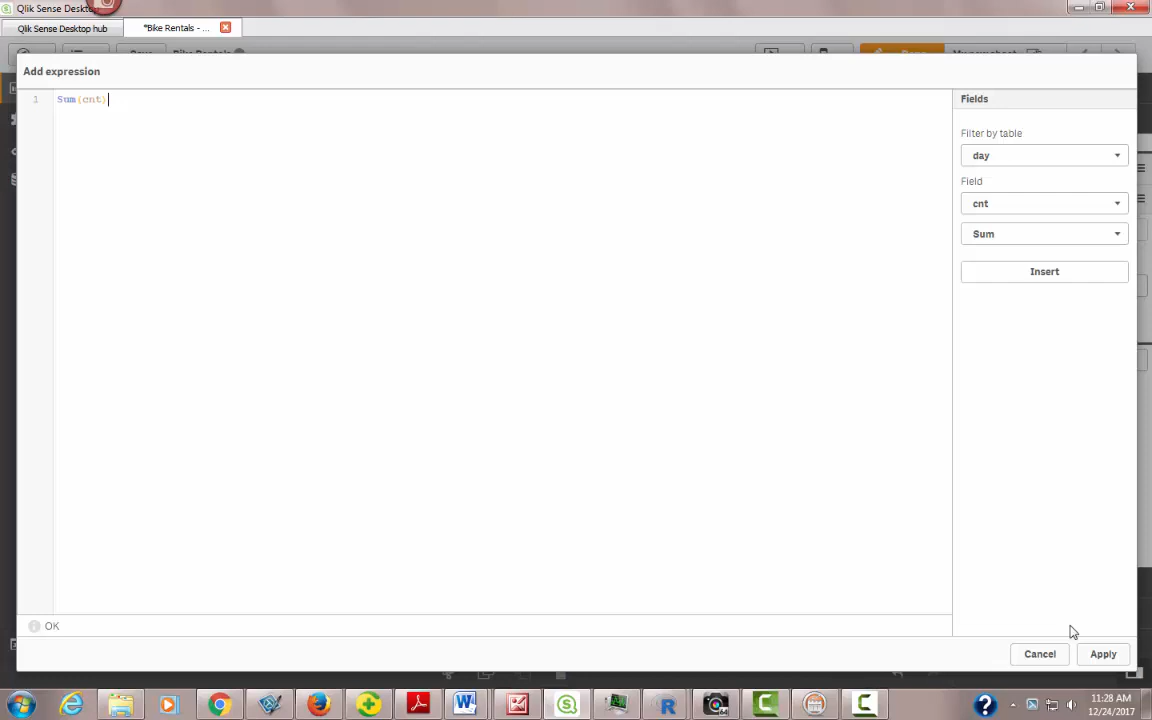 Qlik Sense Desktop
Qlik Sense Desktop hub
*Bike Rentals - ...
Add expression
1
Sum(cnt)
Fields
Filter by table
day
Field
cnt
Sum
Insert
OK
Cancel
Apply
11:28 AM
12/24/2017